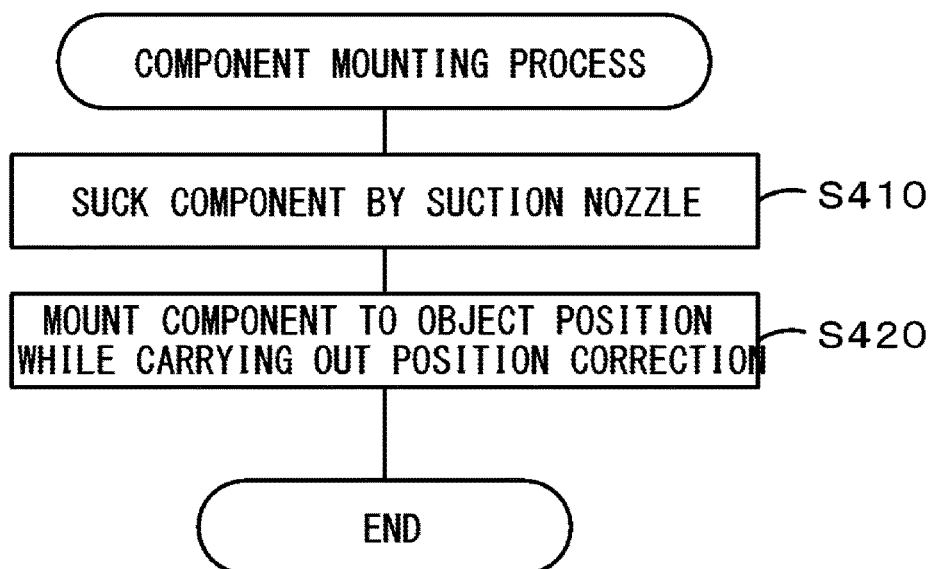 COMPONENT MOUNTING PROCESS
SUCK COMPONENT BY SUCTION NOZZLE
S410
MOUNT COMPONENT TO OBJECT POSITION
WHILE CARRYING OUT POSITION CORRECTION
S420
END